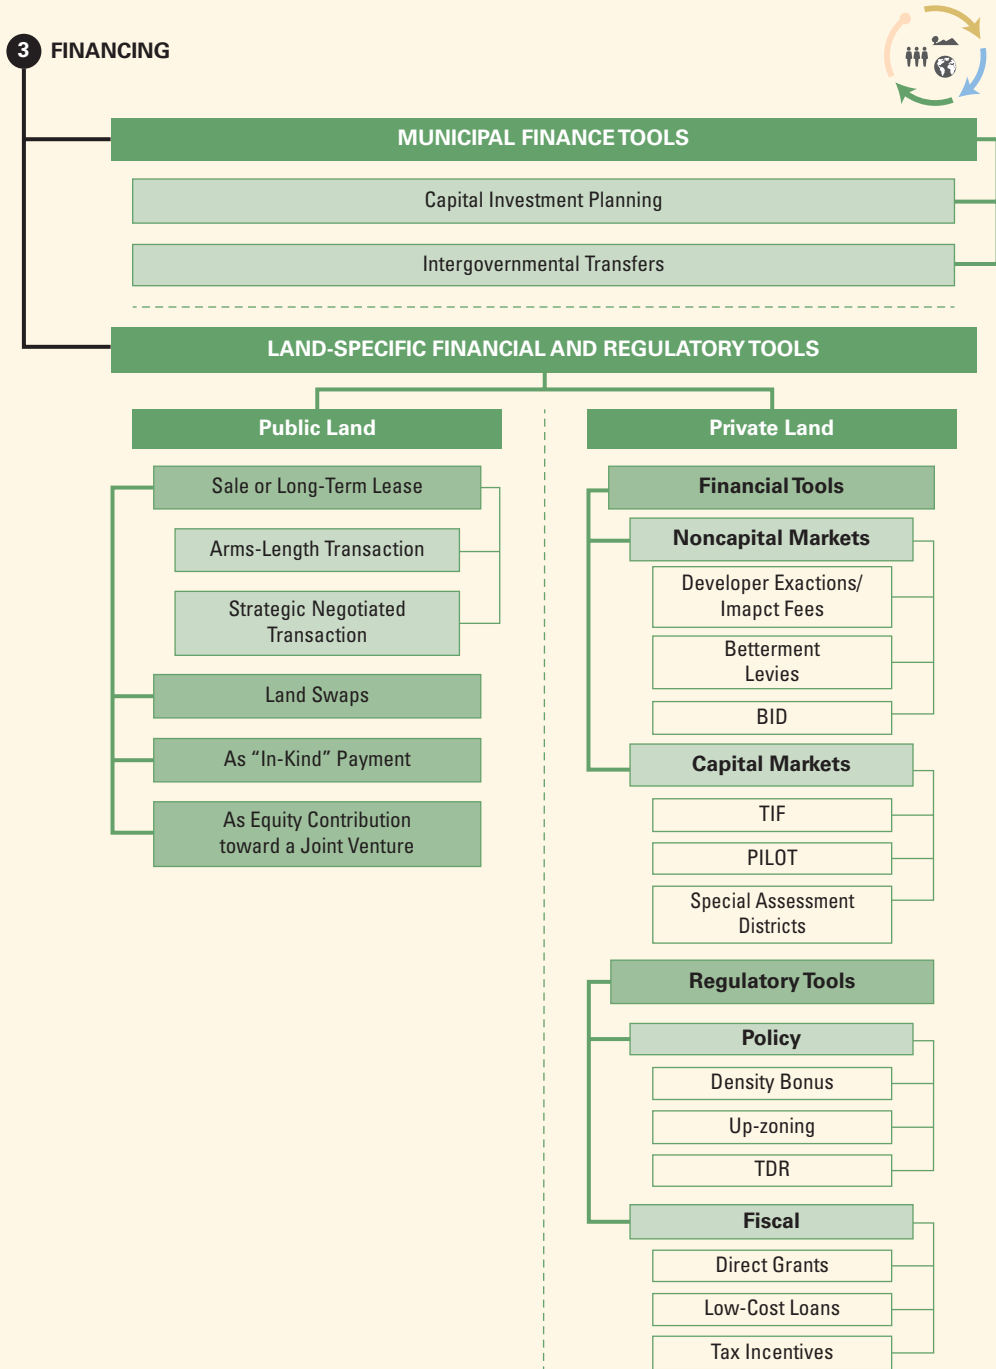 3 FINANCING
MUNICIPAL FINANCE TOOLS
Capital Investment Planning
Intergovernmental Transfers
LAND-SPECIFIC FINANCIAL AND REGULATORY TOOLS
Public Land
Sale or Long-Term Lease
Arms-Length Transaction
Strategic Negotiated
Transaction
Land Swaps
As “In-Kind” Payment
As Equity Contribution
toward a Joint Venture
Private Land
Financial Tools
Noncapital Markets
Developer Exactions/
Imapct Fees
Betterment
Levies
BID
Capital Markets
TIF
PILOT
Special Assessment
Districts
Regulatory Tools
Policy
Density Bonus
Up-zoning
TDR
Fiscal
Direct Grants
Low-Cost Loans
Tax Incentives